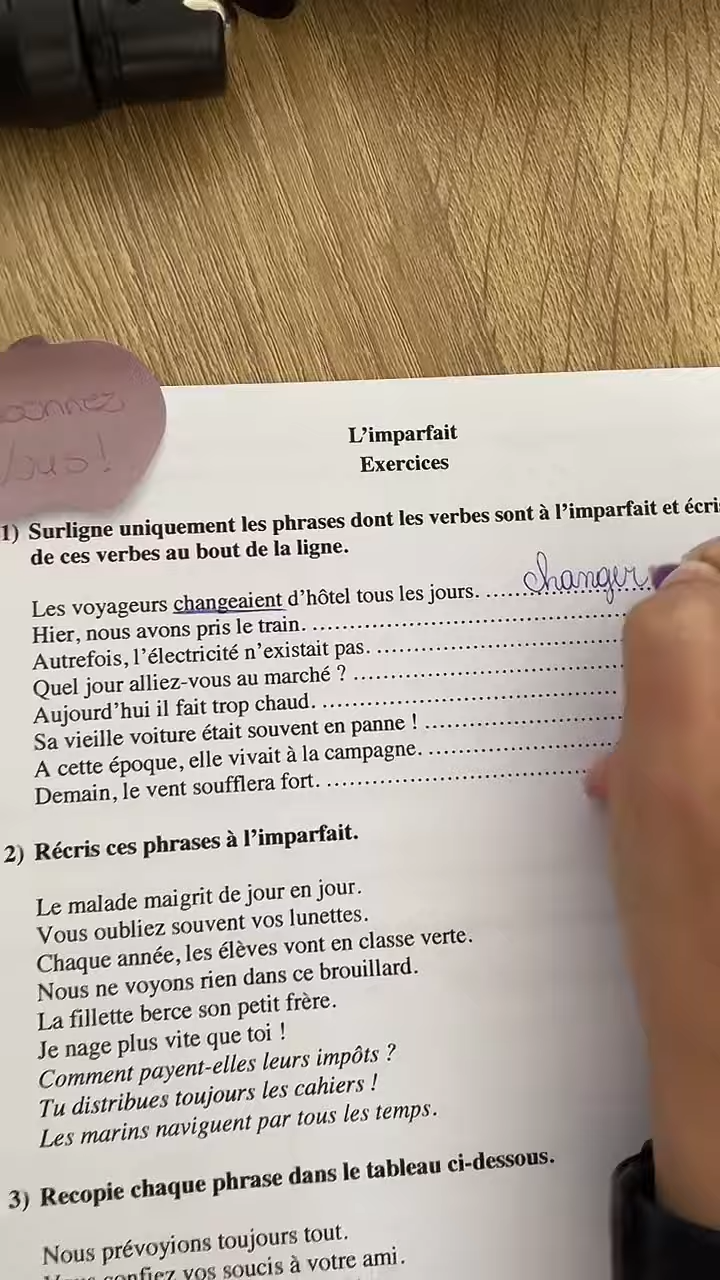 L'imparfait
Exercices
1) Surligne uniquement les phrases dont les verbes sont à l'imparfait et
de ces verbes au bout de la ligne.
Les voyageurs changeaient d'hôtel tous les jours. changer
Hier, nous avons pris le train.
Autrefois, l'électricité n'existait pas.
Quel jour alliez-vous au marché ?
Aujourd'hui il fait trop chaud.
Sa vieille voiture était souvent en panne !
A cette époque, elle vivait à la campagne.
Demain, le vent soufflera fort.
2) Récris ces phrases à l'imparfait.
Le malade maigrit de jour en jour.
Vous oubliez souvent vos lunettes.
Chaque année, les élèves vont en classe verte.
Nous ne voyons rien dans ce brouillard.
La fillette berce son petit frère.
Je nage plus vite que toi !
Comment payent-elles leurs impôts ?
Tu distribues toujours les cahiers !
Les marins naviguent par tous les temps.
3) Recopie chaque phrase dans le tableau ci-dessous.
Nous prévoyions toujours tout.
vos soucis à votre ami.